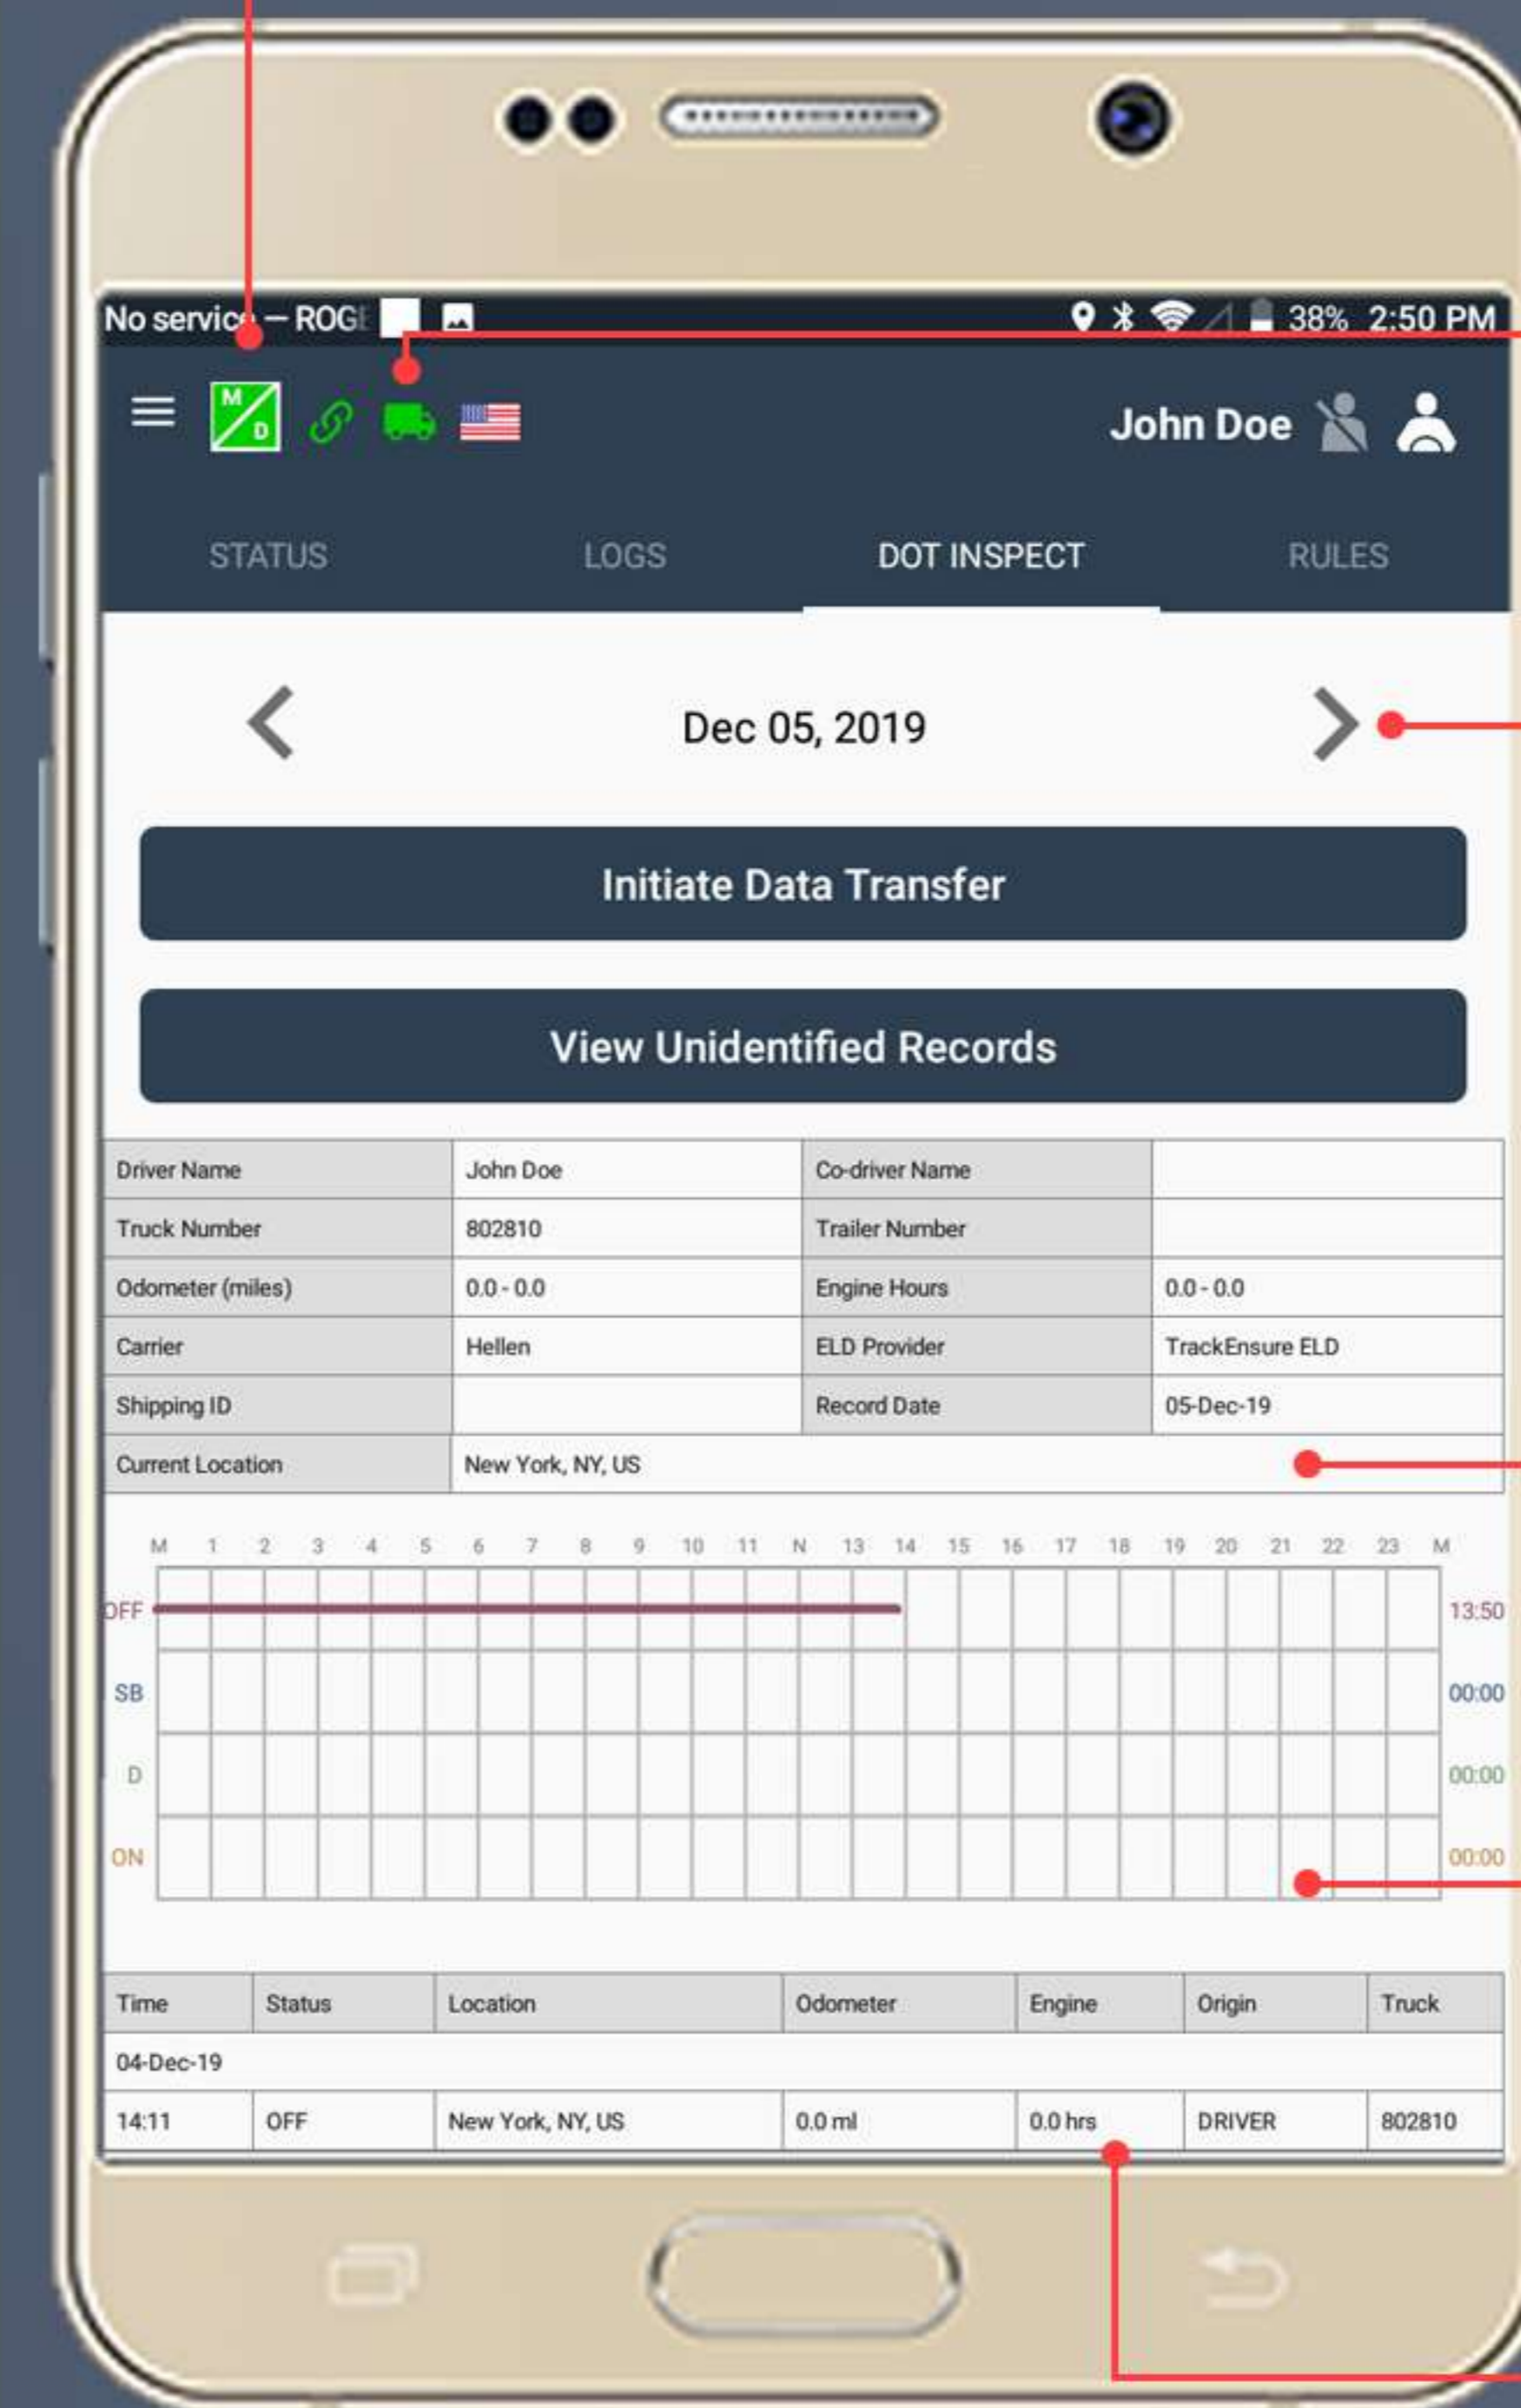 No service — ROG 38% 2:50 PM
M
D
John Doe
STATUS LOGS DOT INSPECT RULES
Dec 05, 2019
Initiate Data Transfer
View Unidentified Records
Driver Name John Doe Co-driver Name
Truck Number 802810 Trailer Number
Odometer (miles) 0.0 - 0.0 Engine Hours 0.0 - 0.0
Carrier Hellen ELD Provider TrackEnsure ELD
Shipping ID Record Date 05-Dec-19
Current Location New York, NY, US
M 1 2 3 4 5 6 7 8 9 10 11 N 13 14 15 16 17 18 19 20 21 22 23 M
OFF 13:50
SB 00:00
D 00:00
ON 00:00
Time Status Location Odometer Engine Origin Truck
04-Dec-19
14:11 OFF New York, NY, US 0.0 ml 0.0 hrs DRIVER 802810